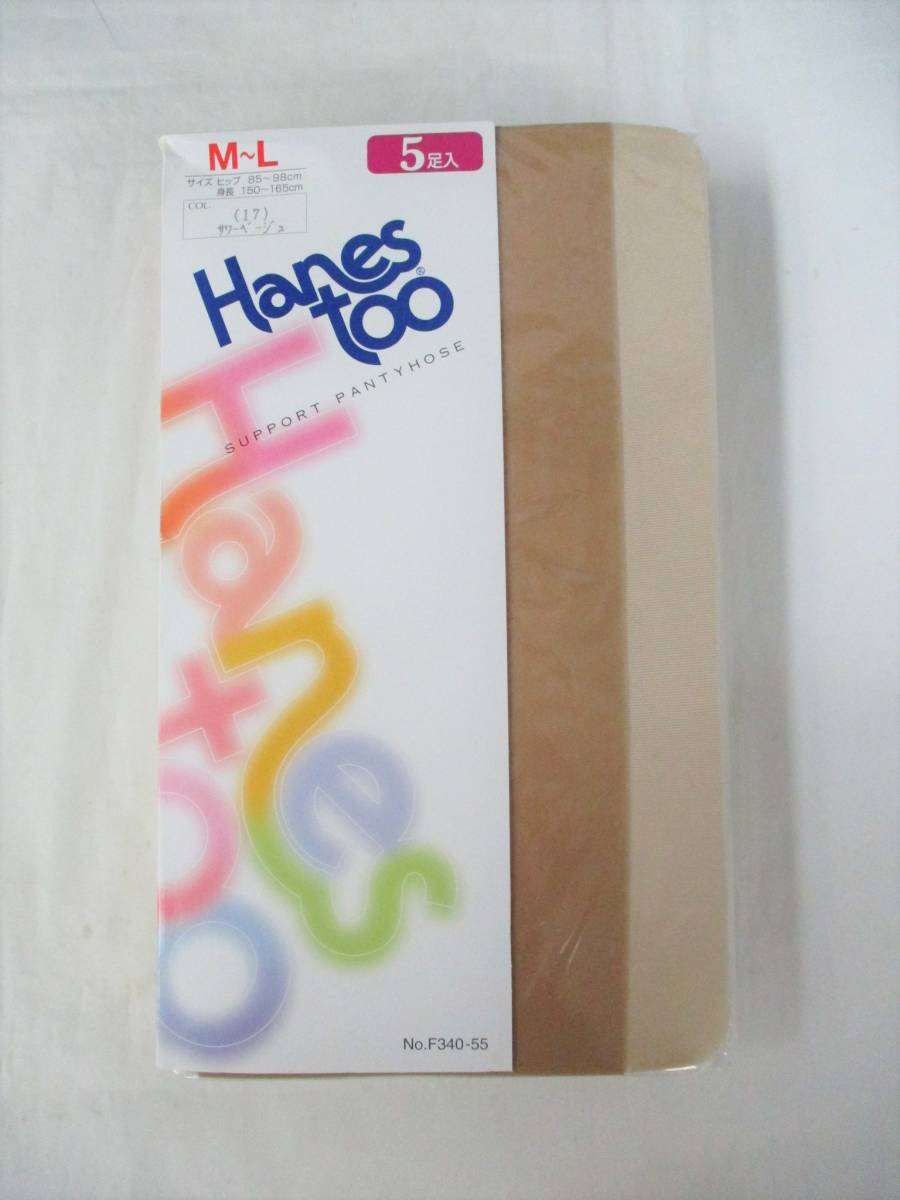 M~L
5足入
サイズ ヒップ 85~98cm
身長 150~165cm
COL.
(17)
サワーベージュ
Hanes
too®
SUPPORT PANTYHOSE
Hanes
too
No.F340-55